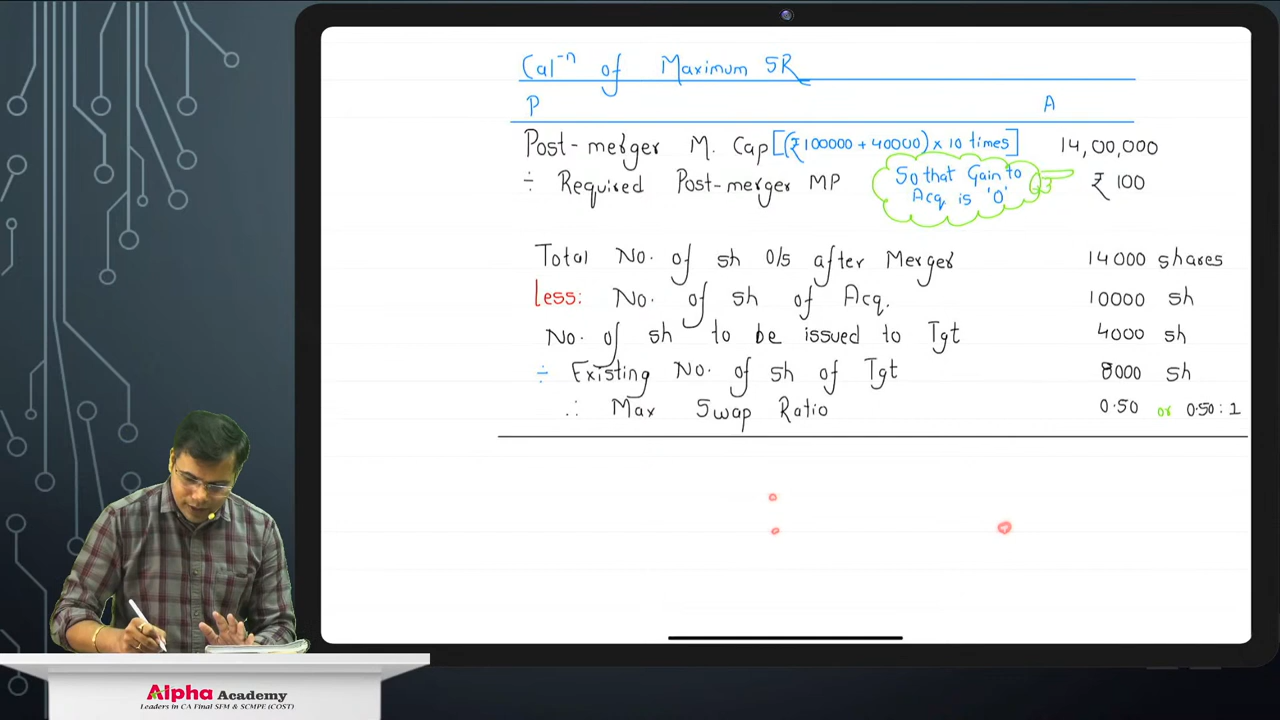 Cal⁻ⁿ of Maximum SR
P A
Post-merger M. Cap [(₹100000 + 40000) x 10 times] 14,00,000
÷ Required Post-merger MP So that Gain to Acq. is '0' ₹ 100
Total No. of sh o/s after Merger 14000 shares
less: No. of sh of Acq. 10000 sh
No. of sh to be issued to Tgt 4000 sh
÷ Existing No. of sh of Tgt 8000 sh
∴ Max Swap Ratio 0.50 or 0.50 : 1
Alpha Academy
Leaders in CA Final SFM & SCMPE (COST)